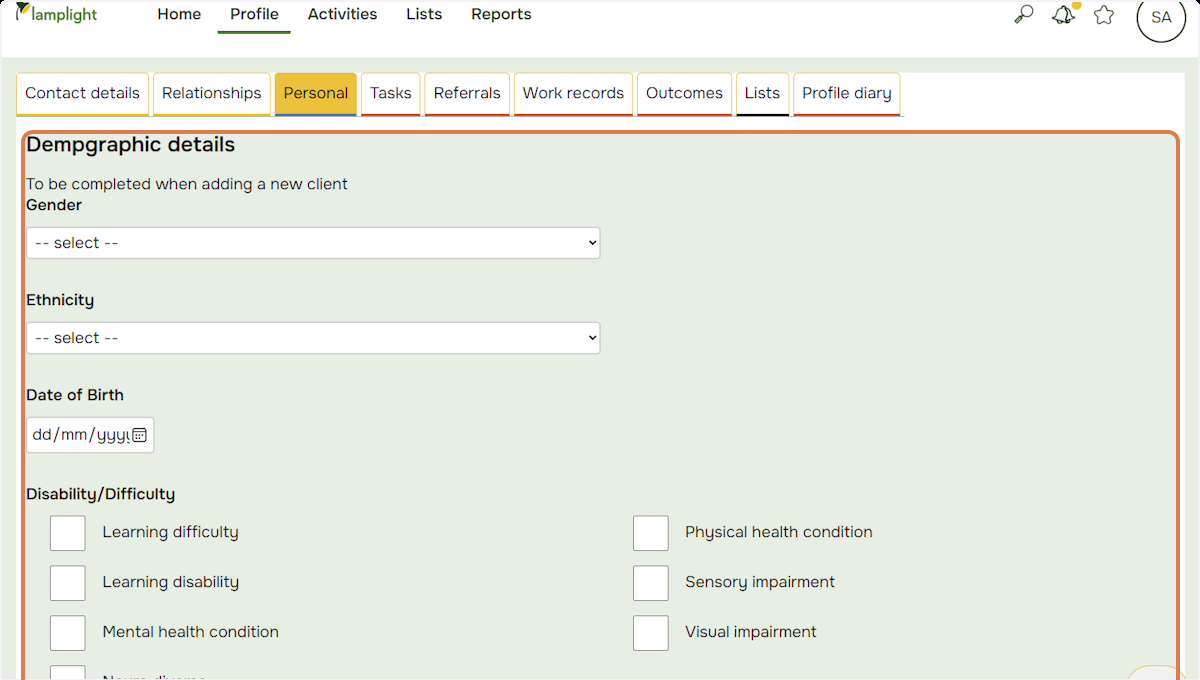 lamplight Home Profile Activities Lists Reports SA
Contact details Relationships Personal Tasks Referrals Work records Outcomes Lists Profile diary
Dempgraphic details
To be completed when adding a new client
Gender
-- select --
Ethnicity
-- select --
Date of Birth
dd/mm/yyyy
Disability/Difficulty
Learning difficulty Physical health condition
Learning disability Sensory impairment
Mental health condition Visual impairment